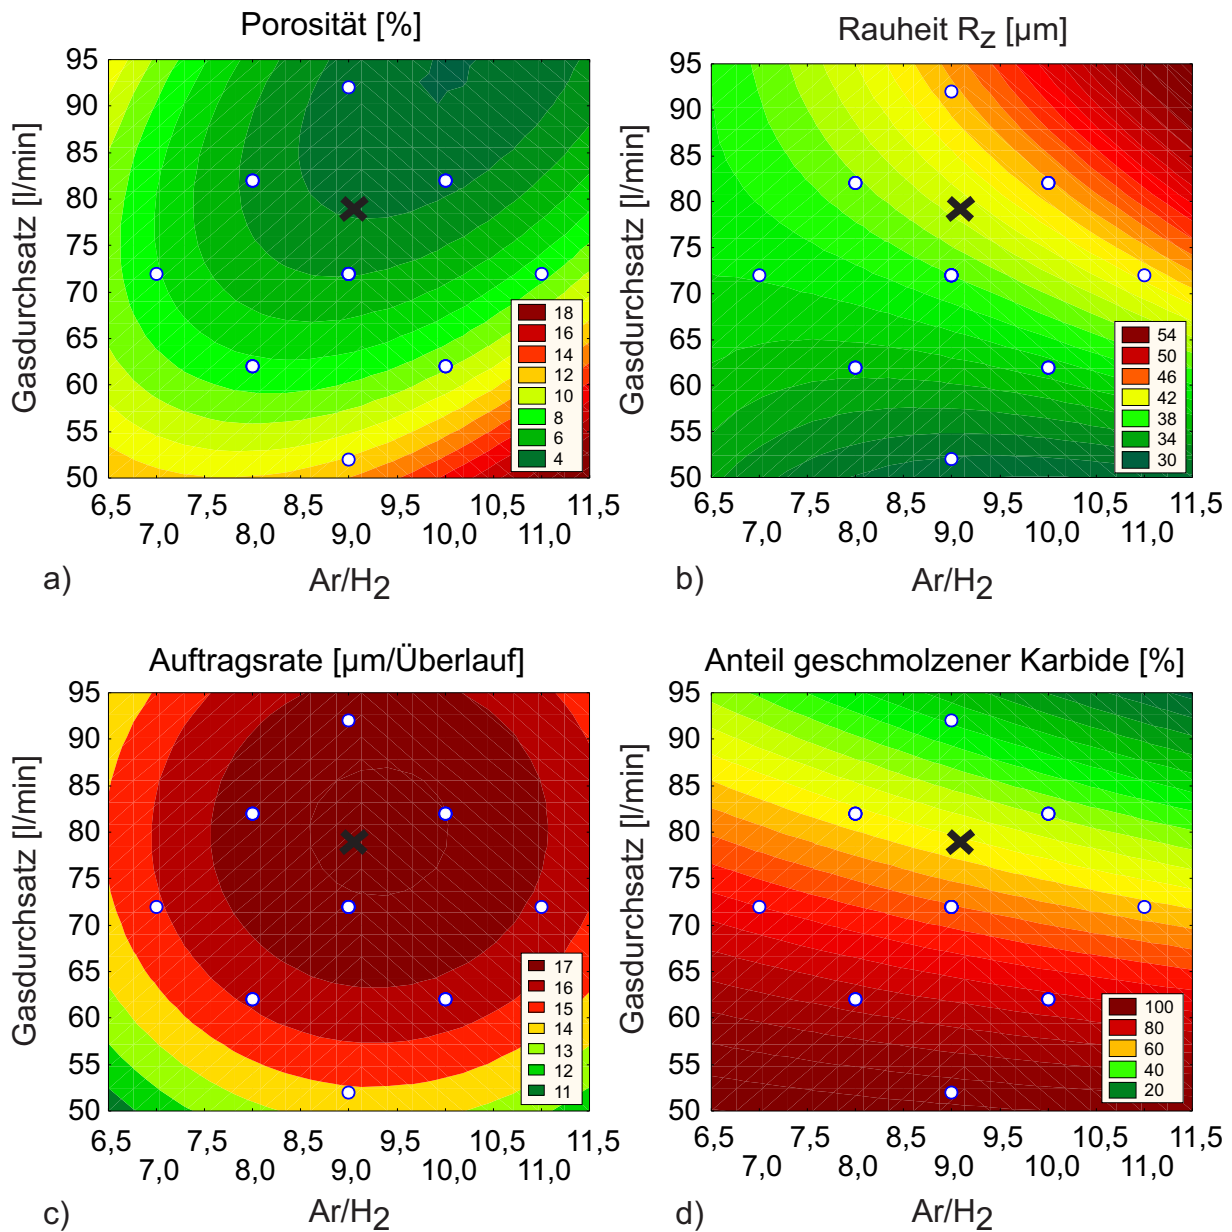 Porosität [%]
Gasdurchsatz [l/min]
95
90
85
80
75
70
65
60
55
50
18
16
14
12
10
8
6
4
6,5 7,5 8,5 9,5 10,5 11,5
7,0 8,0 9,0 10,0 11,0
a)
Ar/H2
Rauheit RZ [µm]
Gasdurchsatz [l/min]
95
90
85
80
75
70
65
60
55
50
54
50
46
42
38
34
30
6,5 7,5 8,5 9,5 10,5 11,5
7,0 8,0 9,0 10,0 11,0
b)
Ar/H2
Auftragsrate [µm/Überlauf]
Gasdurchsatz [l/min]
95
90
85
80
75
70
65
60
55
50
17
16
15
14
13
12
11
6,5 7,5 8,5 9,5 10,5 11,5
7,0 8,0 9,0 10,0 11,0
c)
Ar/H2
Anteil geschmolzener Karbide [%]
Gasdurchsatz [l/min]
95
90
85
80
75
70
65
60
55
50
100
80
60
40
20
6,5 7,5 8,5 9,5 10,5 11,5
7,0 8,0 9,0 10,0 11,0
d)
Ar/H2